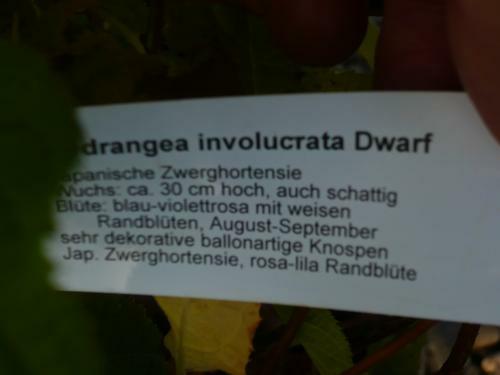 drangea involucrata Dwarf
apanische Zwerghortensie
Wuchs: ca. 30 cm hoch, auch schattig
Blüte: blau-violettrosa mit weisen
Randblüten, August-September
sehr dekorative ballonartige Knospen
Jap. Zwerghortensie, rosa-lila Randblüte